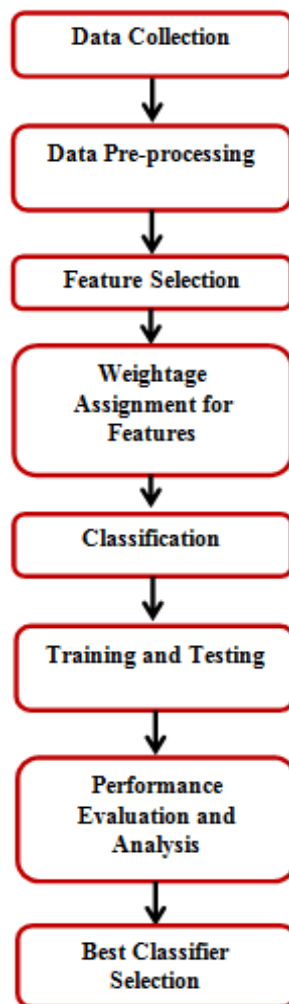 Data Collection
Data Pre-processing
Feature Selection
Weightage
Assignment for
Features
Classification
Training and Testing
Performance
Evaluation and
Analysis
Best Classifier
Selection